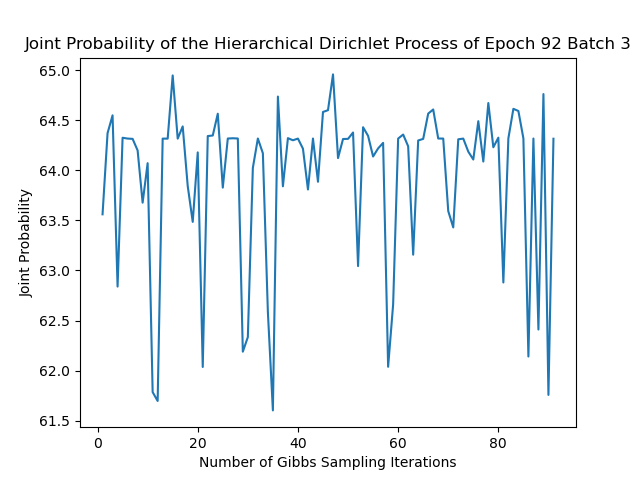 Joint Probability of the Hierarchical Dirichlet Process of Epoch 92 Batch 3
65.0
64.5
64.0
63.5
63.0
62.5
62.0
61.5
Joint Probability
0 20 40 60 80
Number of Gibbs Sampling Iterations